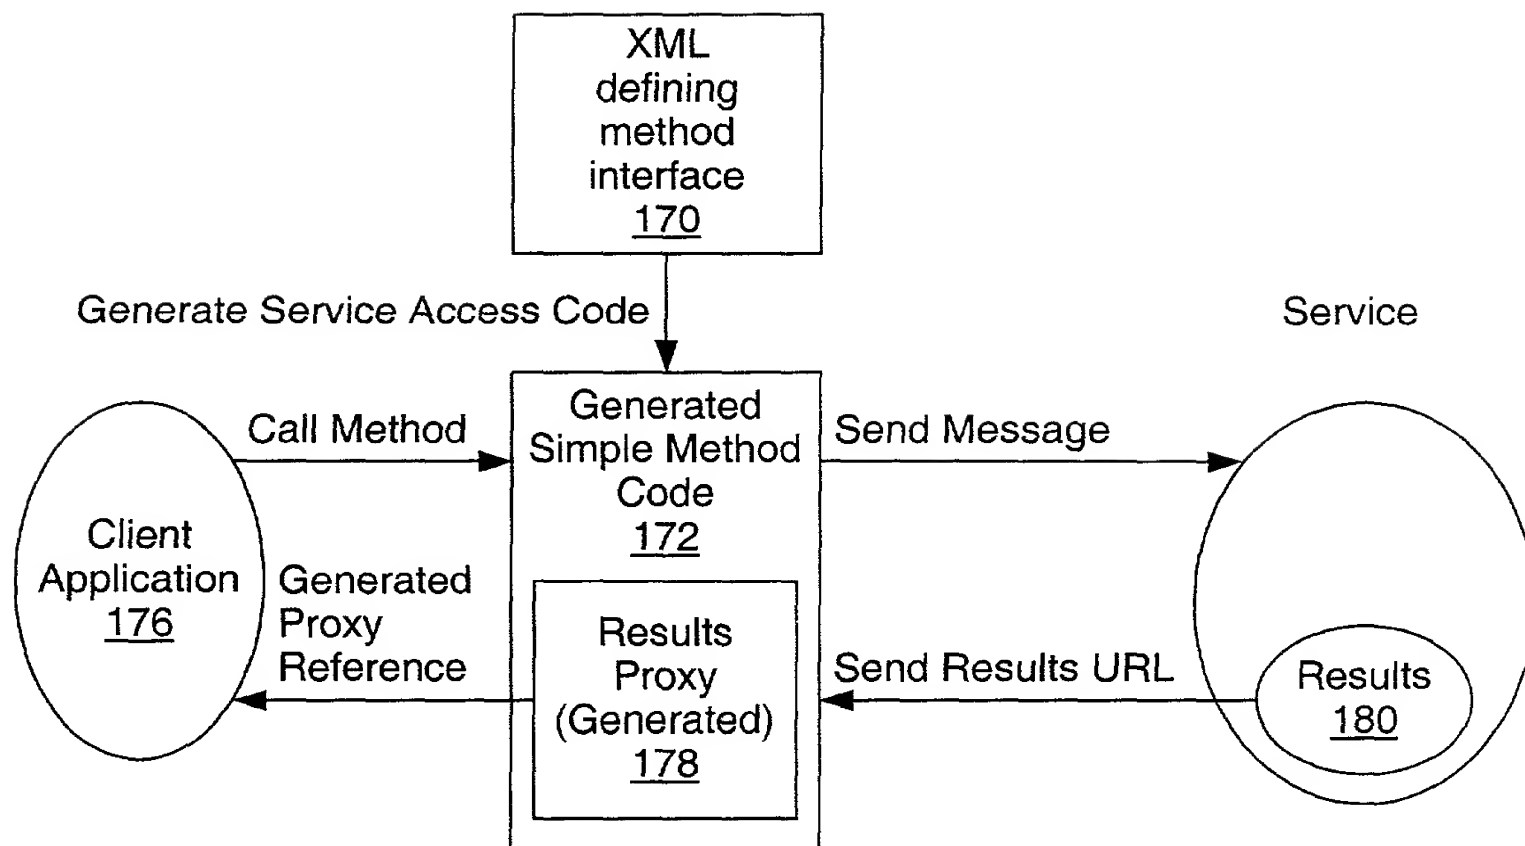 XML
defining
method
interface
170
Generate Service Access Code
Service
Call Method
Generated
Simple Method
Code
172
Send Message
Client
Application
176
Generated
Proxy
Reference
Results
Proxy
(Generated)
178
Send Results URL
Results
180